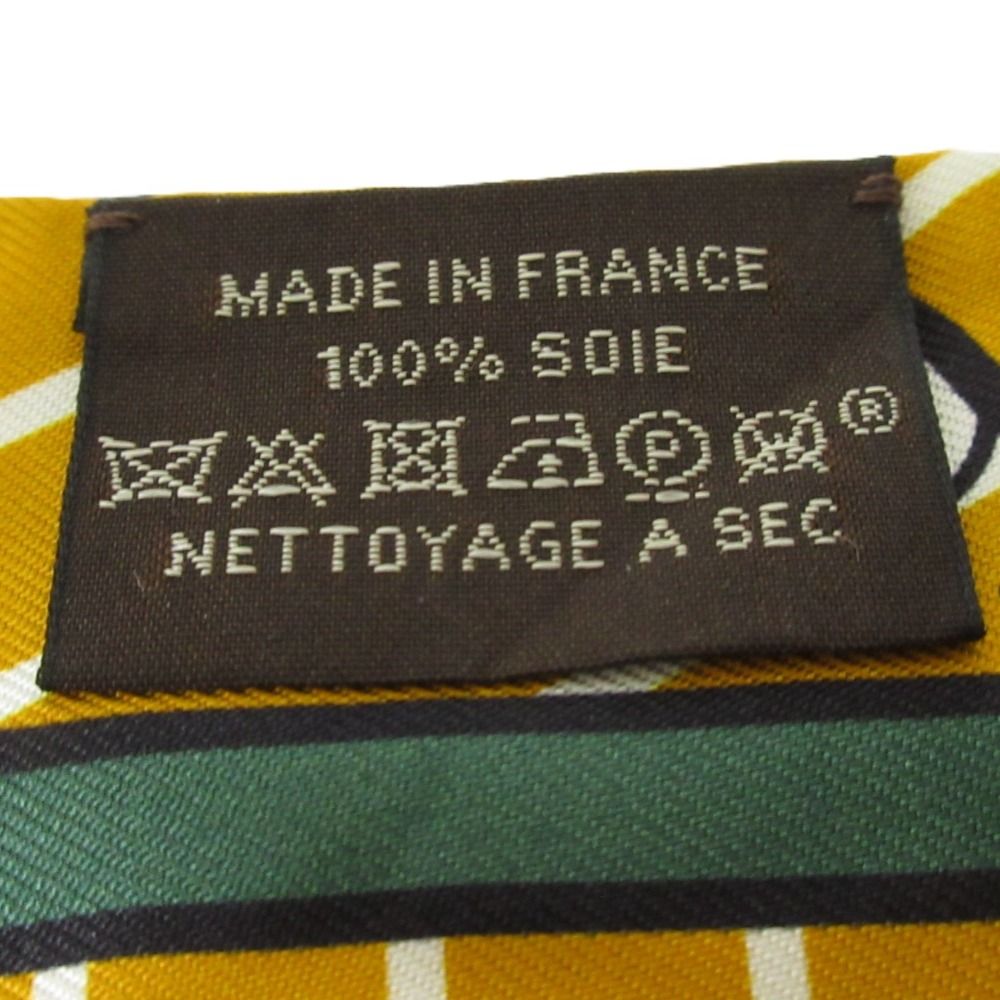 MADE IN FRANCE
100% SOIE
P W ®
NETTOYAGE A SEC